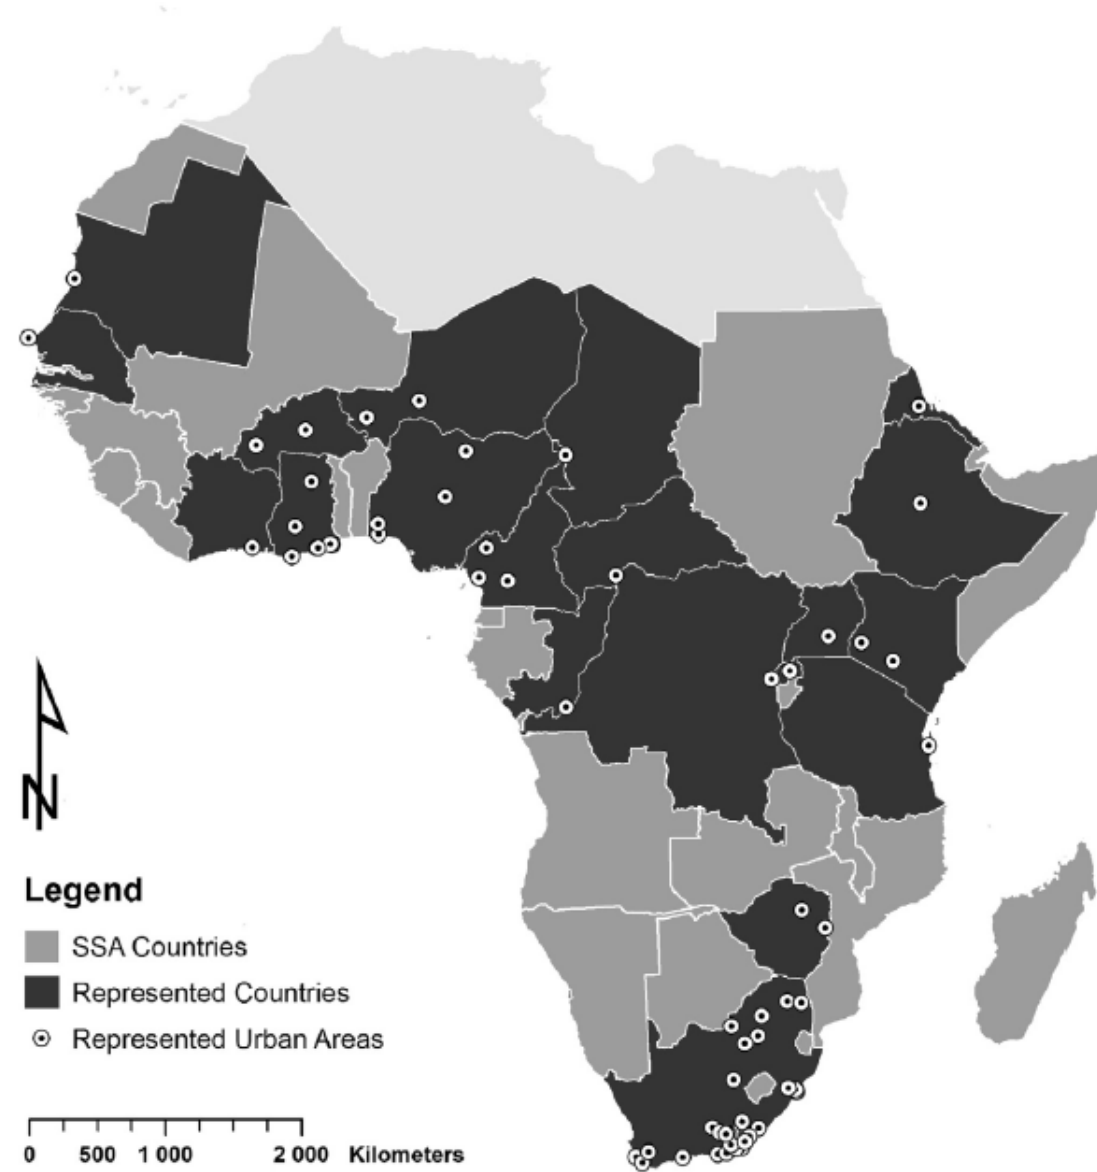 N
Legend
SSA Countries
Represented Countries
Represented Urban Areas
0 500 1 000 2 000 Kilometers